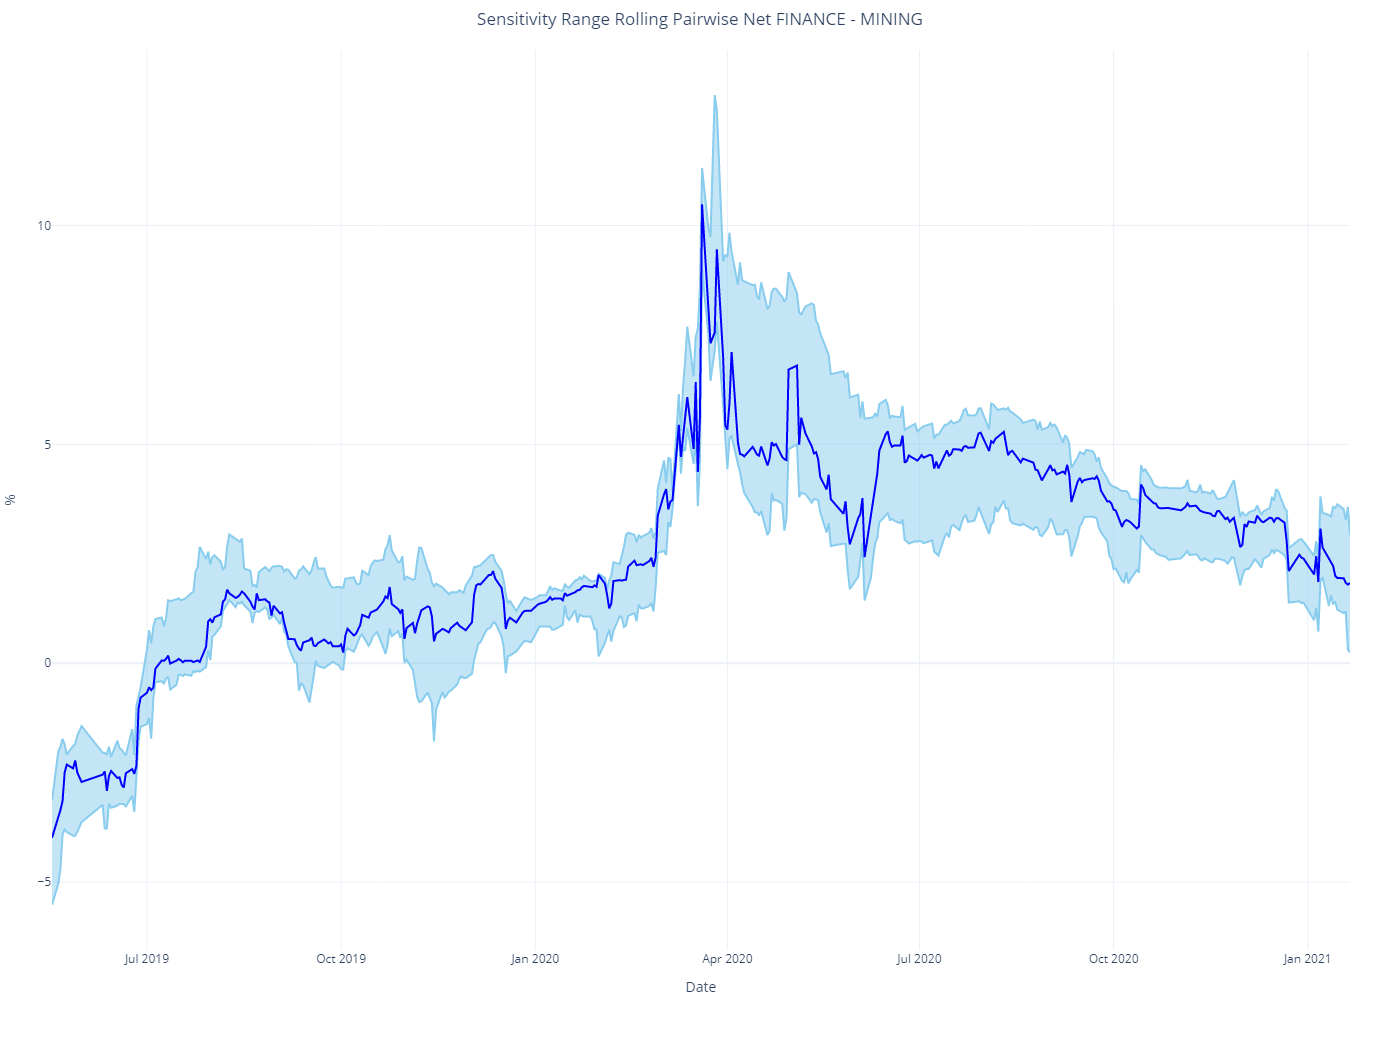 Sensitivity Range Rolling Pairwise Net FINANCE - MINING
10
5
0
−5
%
Jul 2019
Oct 2019
Jan 2020
Apr 2020
Jul 2020
Oct 2020
Jan 2021
Date